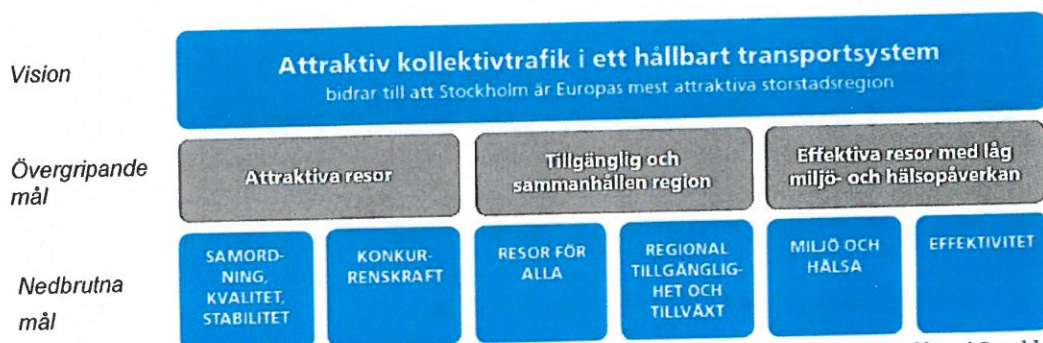 Vision
Attraktiv kollektivtrafik i ett hållbart transportsystem
bidrar till att Stockholm är Europas mest attraktiva storstadsregion
Övergripande
mål
Attraktiva resor
Tillgänglig och
sammanhållen region
Effektiva resor med låg
miljö- och hälsopåverkan
Nedbrutna
mål
SAMORD-
NING,
KVALITET,
STABILITET
KONKUR-
RENSKRAFT
RESOR FÖR
ALLA
REGIONAL
TILLGÄNGLIG-
HET OCH
TILLVÄXT
MILJÖ OCH
HÄLSA
EFFEKTIVITET